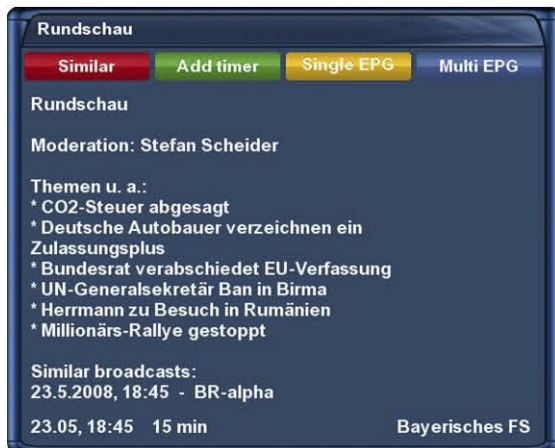 Rundschau
Similar
Add timer
Single EPG
Multi EPG
Rundschau
Moderation: Stefan Scheider
Themen u. a.:
* CO2-Steuer abgesagt
* Deutsche Autobauer verzeichnen ein
Zulassungsplus
* Bundesrat verabschiedet EU-Verfassung
* UN-Generalsekretär Ban in Birma
* Herrmann zu Besuch in Rumänien
* Millionärs-Rallye gestoppt
Similar broadcasts:
23.5.2008, 18:45 - BR-alpha
23.05, 18:45 15 min Bayerisches FS